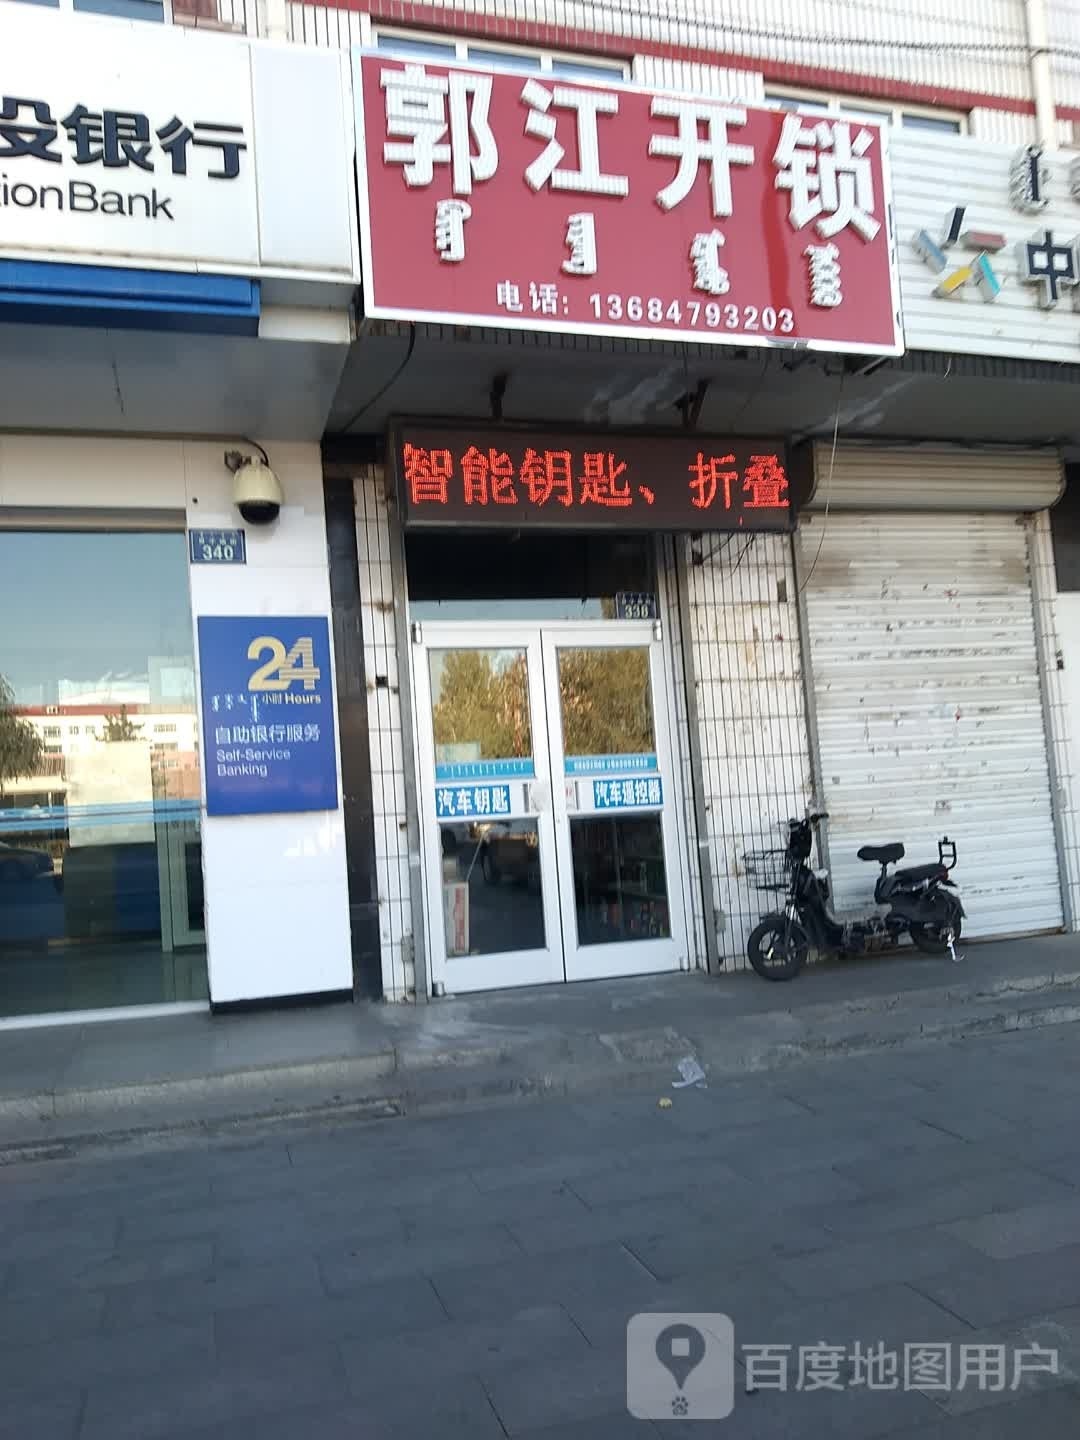 设银行
tionBank
郭江开锁
电话: 13684793203
中
智能钥匙、折叠
340
338
24
小时 Hours
自助银行服务
Self-Service
Banking
汽车钥匙
汽车遥控器
百度地图用户